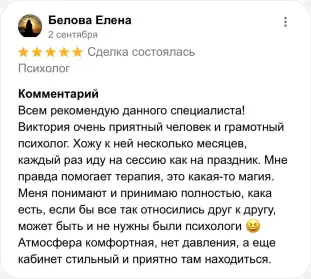 Белова Елена
2 сентября
Сделка состоялась
Психолог
Комментарий
Всем рекомендую данного специалиста!
Виктория очень приятный человек и грамотный
психолог. Хожу к ней несколько месяцев,
каждый раз иду на сессию как на праздник. Мне
правда помогает терапия, это какая-то магия.
Меня понимают и принимаю полностью, кака
есть, если бы все так относились друг к другу,
может быть и не нужны были психологи 😆
Атмосфера комфортная, нет давления, а еще
кабинет стильный и приятно там находиться.